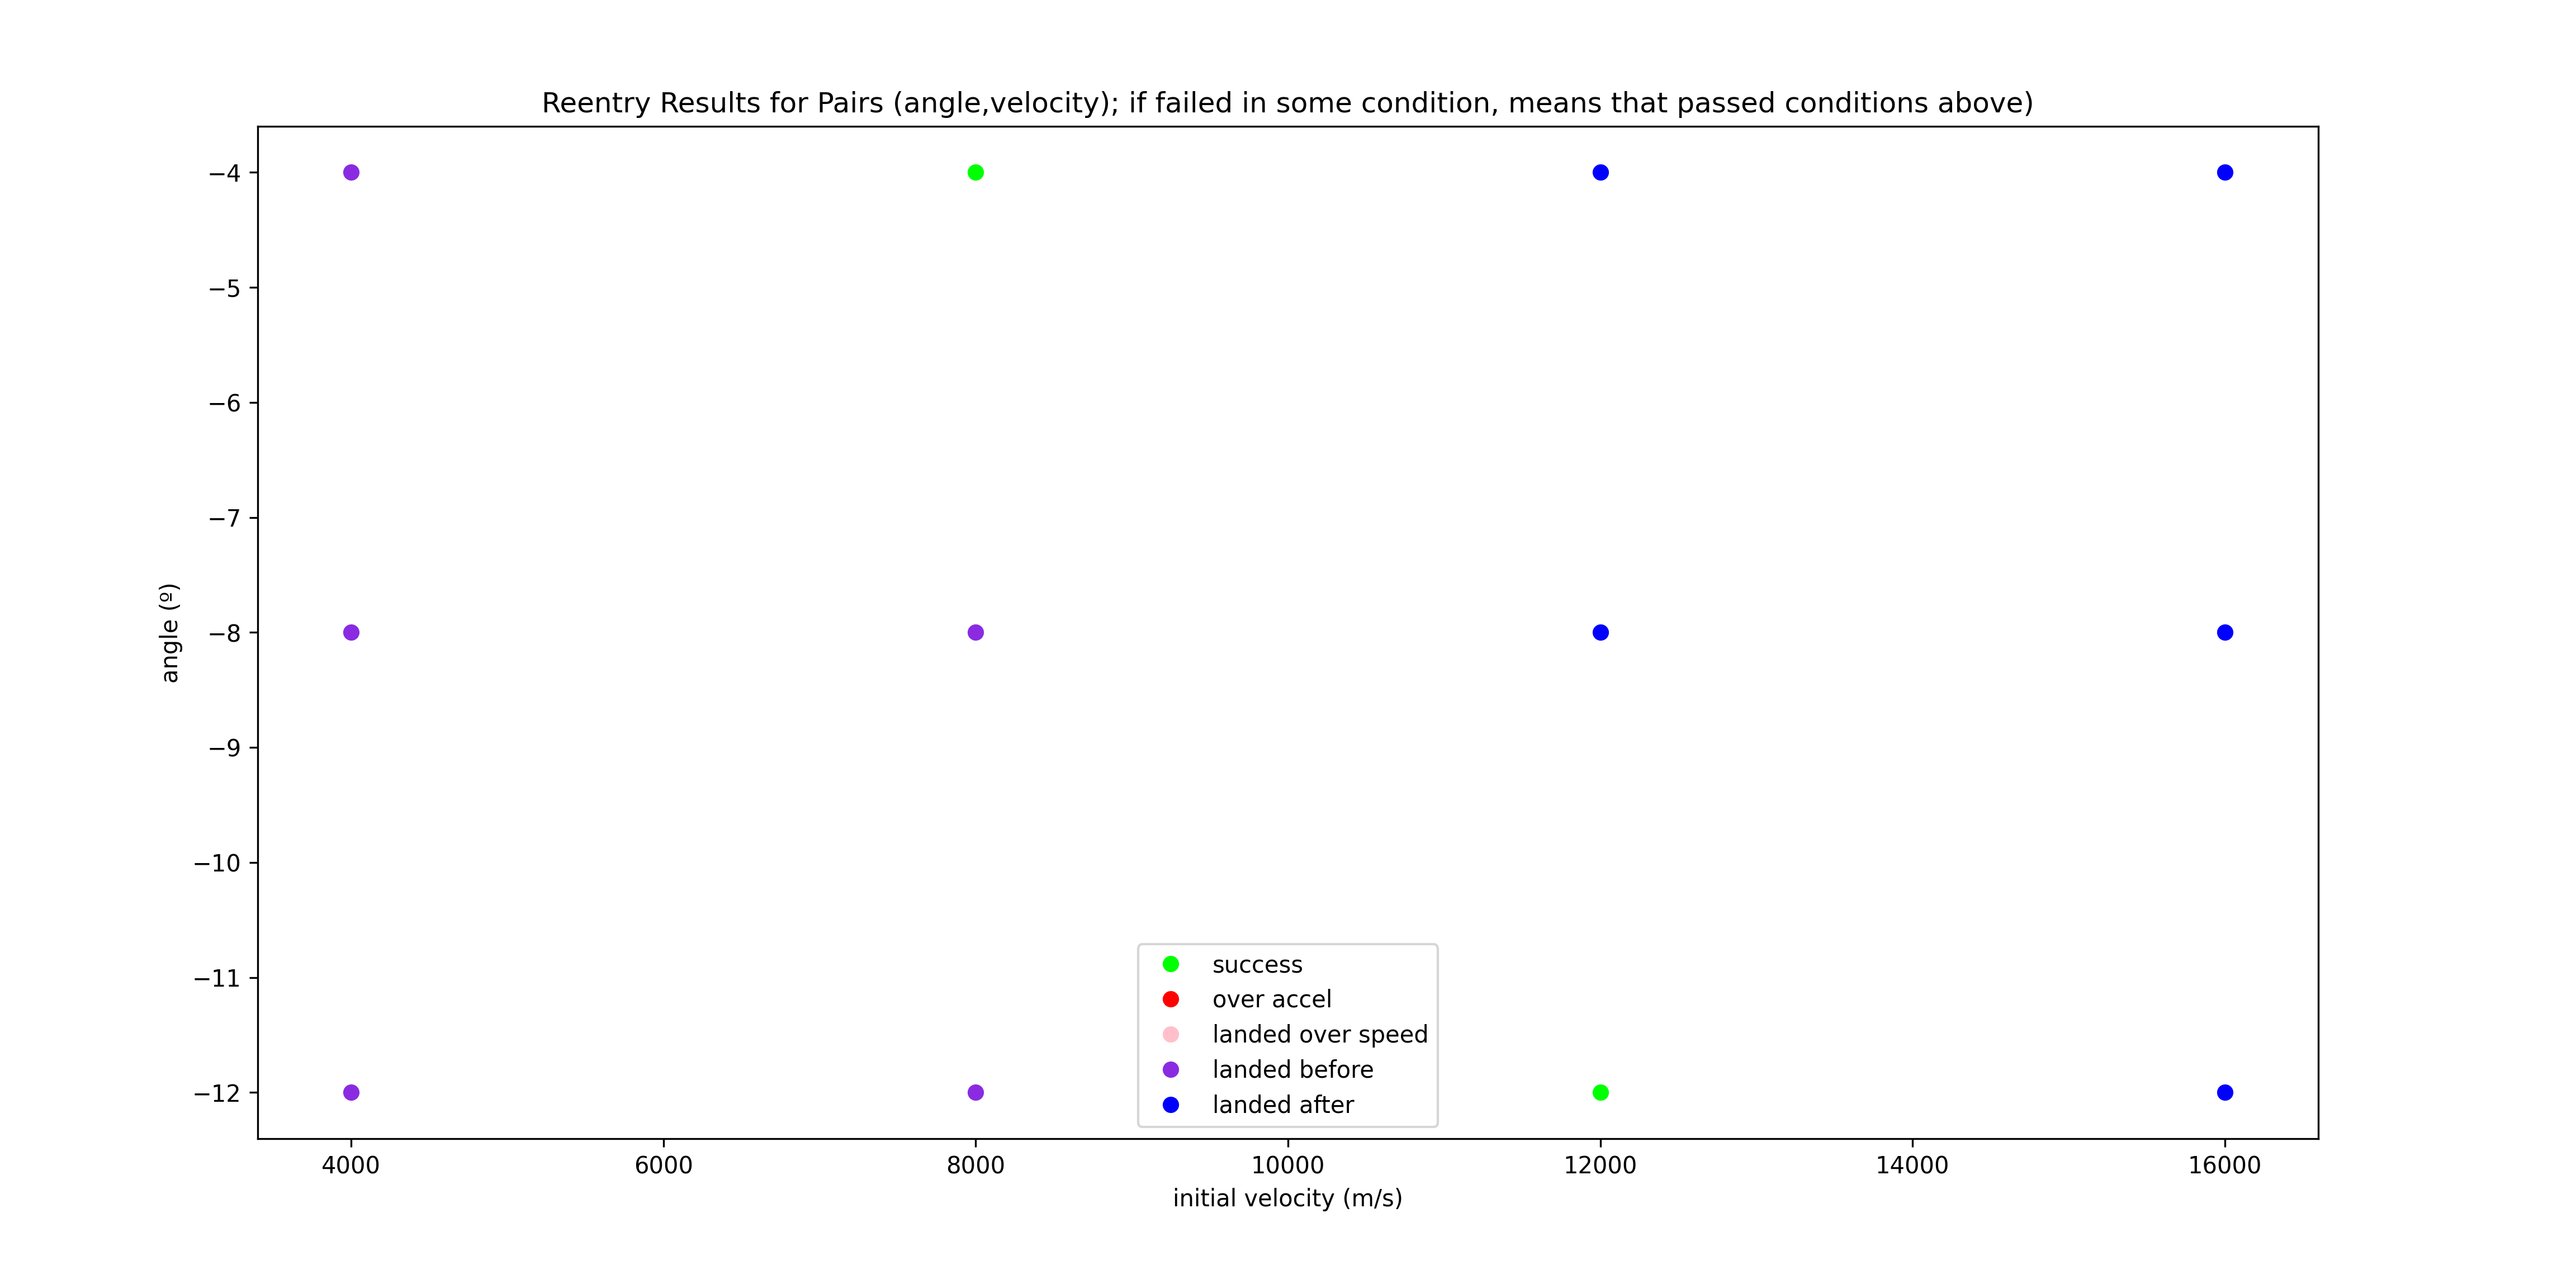 Reentry Results for Pairs (angle,velocity); if failed in some condition, means that passed conditions above)
−4
−5
−6
−7
−8
−9
−10
−11
−12
angle (º)
success
over accel
landed over speed
landed before
landed after
4000
6000
8000
10000
12000
14000
16000
initial velocity (m/s)